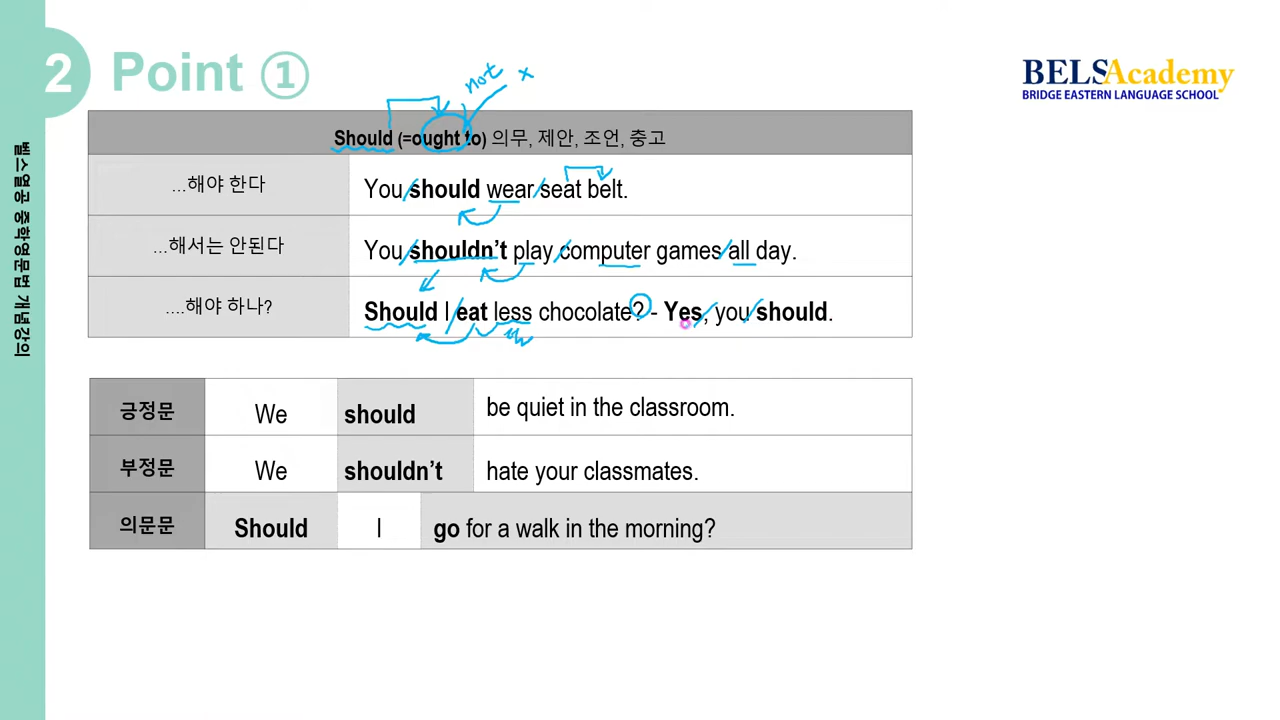 2 Point ①
BELSAcademy
BRIDGE EASTERN LANGUAGE SCHOOL
not x
Should (=ought to) 의무, 제안, 조언, 충고
...해야 한다 You should wear seat belt.
...해서는 안된다 You shouldn't play computer games all day.
....해야 하나? Should I eat less chocolate? - Yes, you should.
긍정문 We should be quiet in the classroom.
부정문 We shouldn't hate your classmates.
의문문 Should I go for a walk in the morning?
벨스열공 중학영문법 개념강의